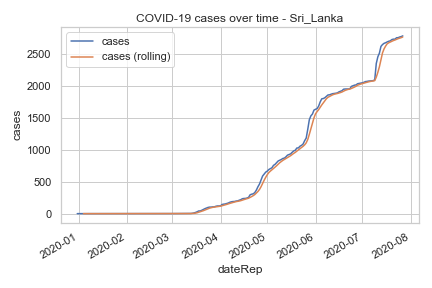 COVID-19 cases over time - Sri_Lanka
cases
cases (rolling)
cases
2500
2000
1500
1000
500
0
2020-01
2020-02
2020-03
2020-04
2020-05
2020-06
2020-07
2020-08
dateRep